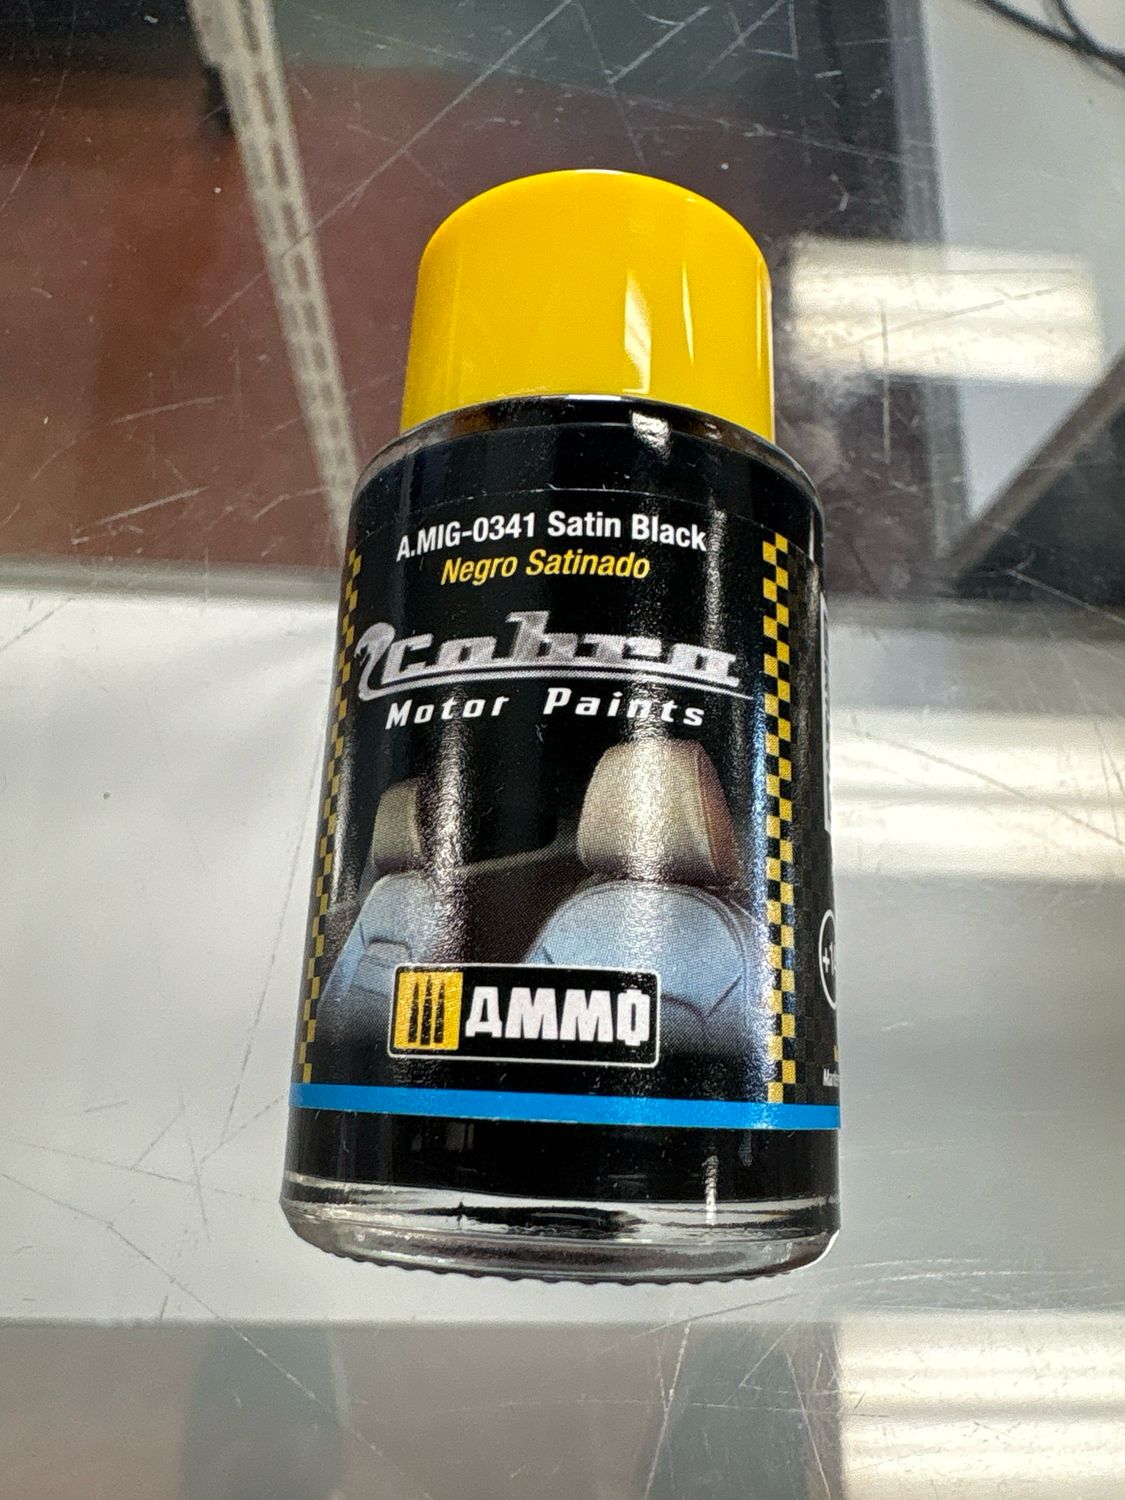 A.MIG-0341 Satin Black
Negro Satinado
Cobra
Motor Paints
AMMO